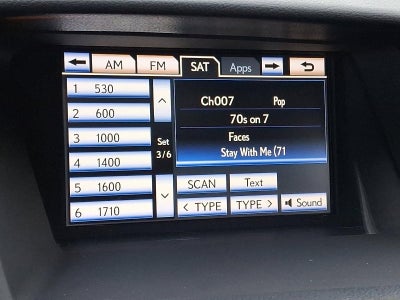 AM FM SAT Apps
1 530
2 600
3 1000
4 1400
5 1600
6 1710
Set
3/6
Ch007 Pop
70s on 7
Faces
Stay With Me (71
SCAN Text
< TYPE TYPE > Sound